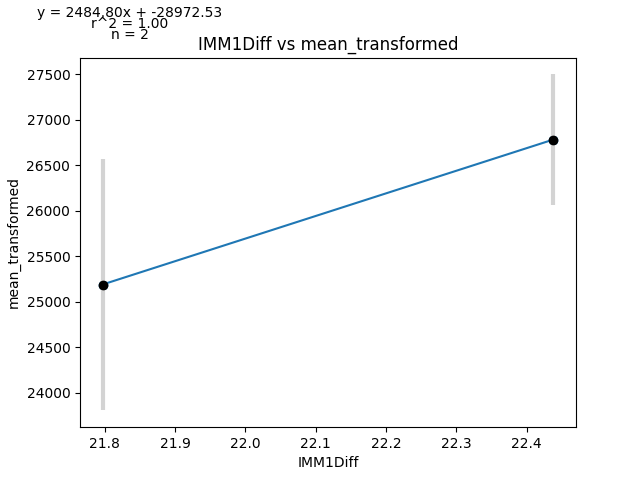 y = 2484.80x + -28972.53
r^2 = 1.00
n = 2
IMM1Diff vs mean_transformed
27500
27000
26500
26000
25500
25000
24500
24000
mean_transformed
21.8 21.9 22.0 22.1 22.2 22.3 22.4
IMM1Diff